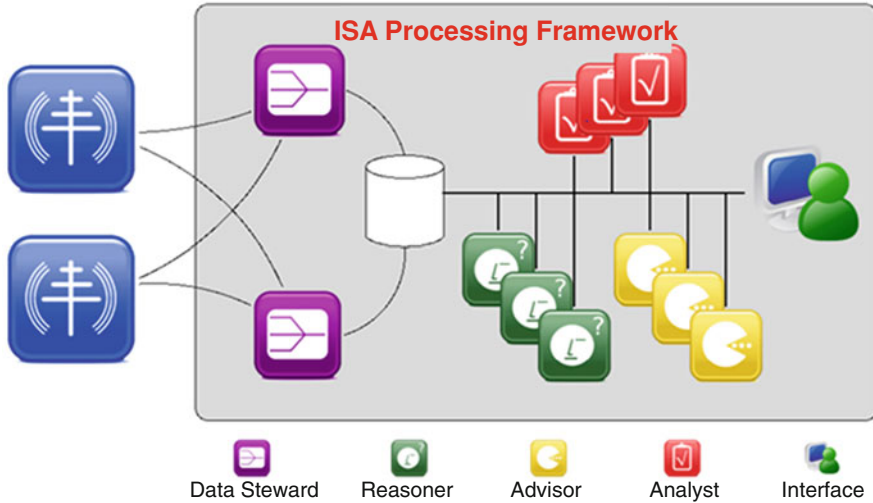 ISA Processing Framework
Data Steward
Reasoner
Advisor
Analyst
Interface